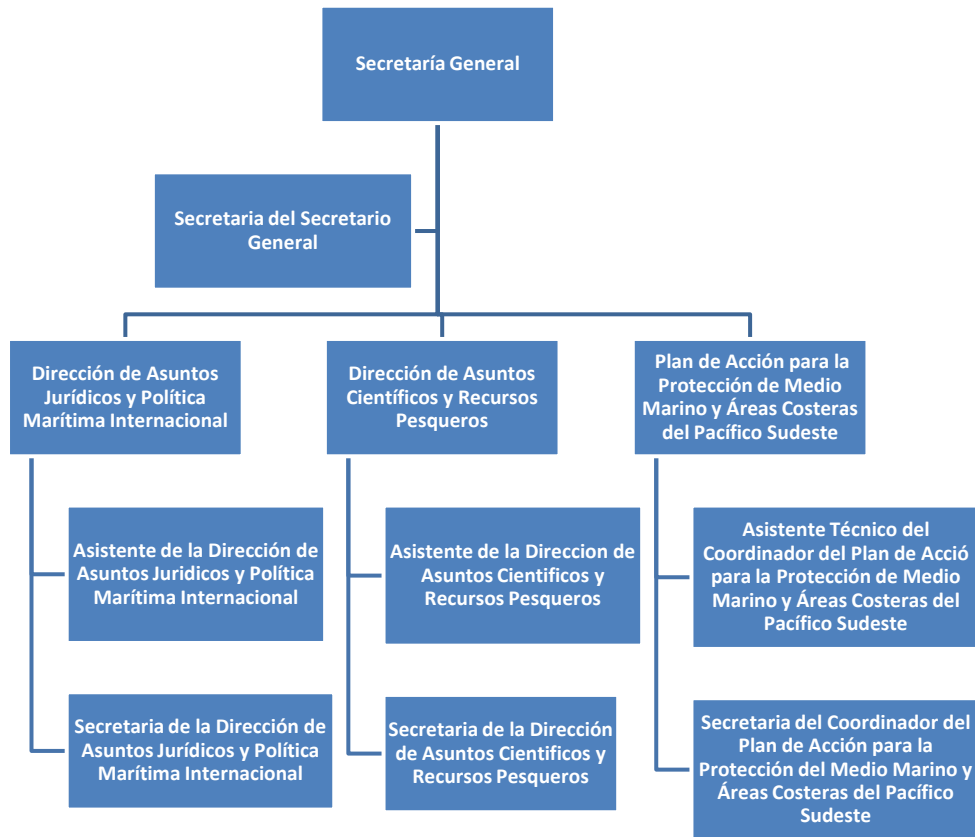 Secretaría General
Secretaria del Secretario
General
Dirección de Asuntos
Jurídicos y Política
Marítima Internacional
Dirección de Asuntos
Científicos y Recursos
Pesqueros
Plan de Acción para la
Protección de Medio
Marino y Áreas Costeras
del Pacífico Sudeste
Asistente de la Dirección de
Asuntos Juridicos y Política
Marítima Internacional
Asistente de la Direccion de
Asuntos Cientificos y
Recursos Pesqueros
Asistente Técnico del
Coordinador del Plan de Acció
para la Protección de Medio
Marino y Áreas Costeras del
Pacífico Sudeste
Secretaria de la Dirección de
Asuntos Jurídicos y Política
Marítima Internacional
Secretaria de la Dirección
de Asuntos Cientificos y
Recursos Pesqueros
Secretaria del Coordinador del
Plan de Acción para la
Protección del Medio Marino y
Áreas Costeras del Pacífico
Sudeste